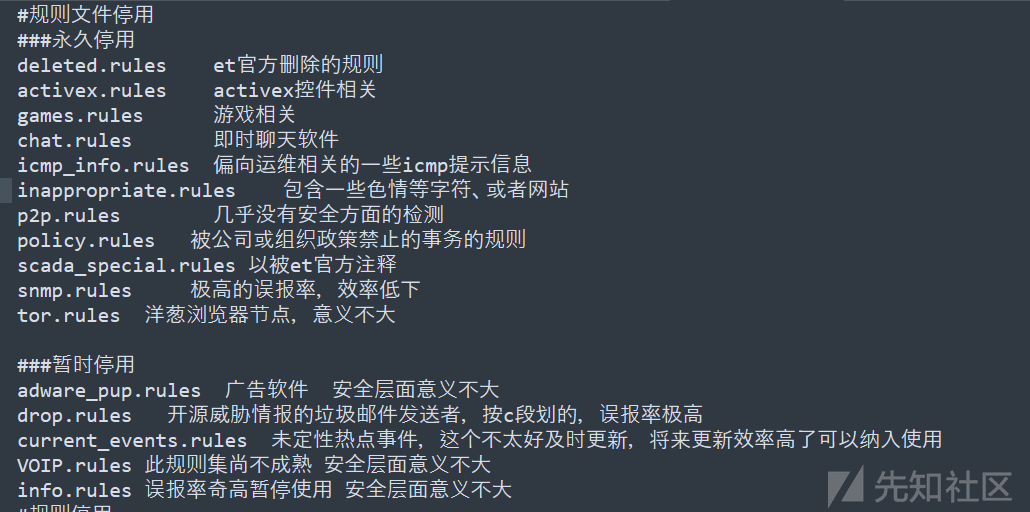 #规则文件停用
###永久停用
deleted.rules    et官方删除的规则
activex.rules    activex控件相关
games.rules      游戏相关
chat.rules       即时聊天软件
icmp_info.rules  偏向运维相关的一些icmp提示信息
inappropriate.rules    包含一些色情等字符、或者网站
p2p.rules        几乎没有安全方面的检测
policy.rules   被公司或组织政策禁止的事务的规则
scada_special.rules 以被et官方注释
snmp.rules     极高的误报率，效率低下
tor.rules  洋葱浏览器节点，意义不大
###暂时停用
adware_pup.rules  广告软件  安全层面意义不大
drop.rules   开源威胁情报的垃圾邮件发送者，按c段划的，误报率极高
current_events.rules  未定性热点事件，这个不太好及时更新，将来更新效率高了可以纳入使用
VOIP.rules 此规则集尚不成熟 安全层面意义不大
info.rules 误报率奇高暂停使用 安全层面意义不大
#规则停用
先知社区